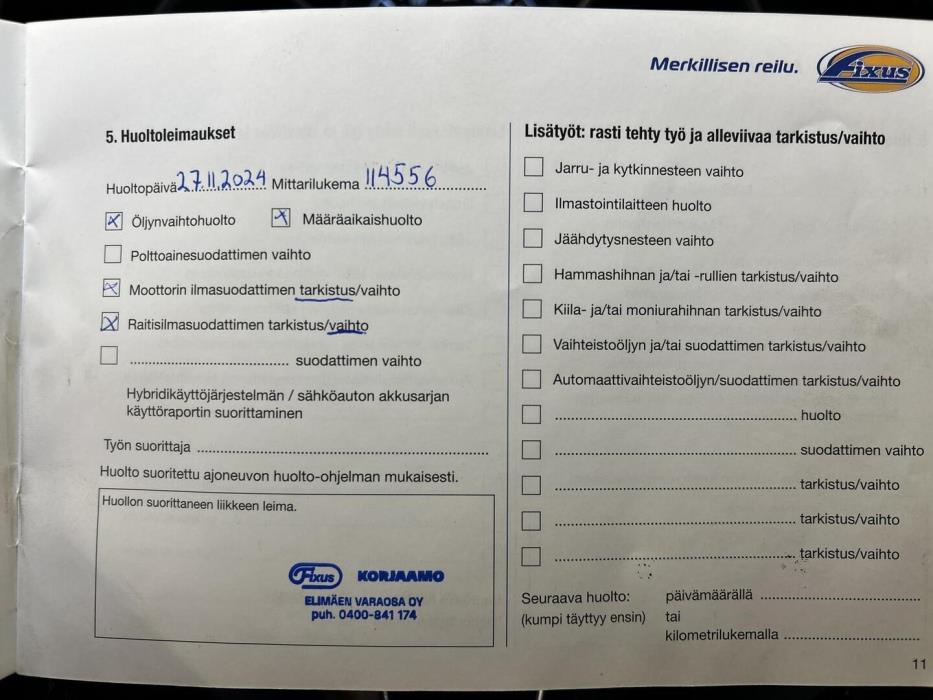 Merkillisen reilu. Fixus
5. Huoltoleimaukset
Huoltopäivä 27.11.2024 Mittarilukema 114556
Öljynvaihtohuolto Määräaikaishuolto
Polttoainesuodattimen vaihto
Moottorin ilmasuodattimen tarkistus/vaihto
Raitisilmasuodattimen tarkistus/vaihto
.......................................... suodattimen vaihto
Hybridikäyttöjärjestelmän / sähköauton akkusarjan
käyttöraportin suorittaminen
Työn suorittaja ..........................................
Huolto suoritettu ajoneuvon huolto-ohjelman mukaisesti.
Huollon suorittaneen liikkeen leima.
Fixus KORJAAMO
ELIMÄEN VARAOSA OY
puh. 0400-841 174
Lisätyöt: rasti tehty työ ja alleviivaa tarkistus/vaihto
Jarru- ja kytkinnesteen vaihto
Ilmastointilaitteen huolto
Jäähdytysnesteen vaihto
Hammashihnan ja/tai -rullien tarkistus/vaihto
Kiila- ja/tai moniurahihnan tarkistus/vaihto
Vaihteistoöljyn ja/tai suodattimen tarkistus/vaihto
Automaattivaihteistoöljyn/suodattimen tarkistus/vaihto
.......................................... huolto
.......................................... suodattimen vaihto
.......................................... tarkistus/vaihto
.......................................... tarkistus/vaihto
.......................................... tarkistus/vaihto
Seuraava huolto: päivämäärällä ..........................................
(kumpi täyttyy ensin) tai
kilometrilukemalla ..........................................
11